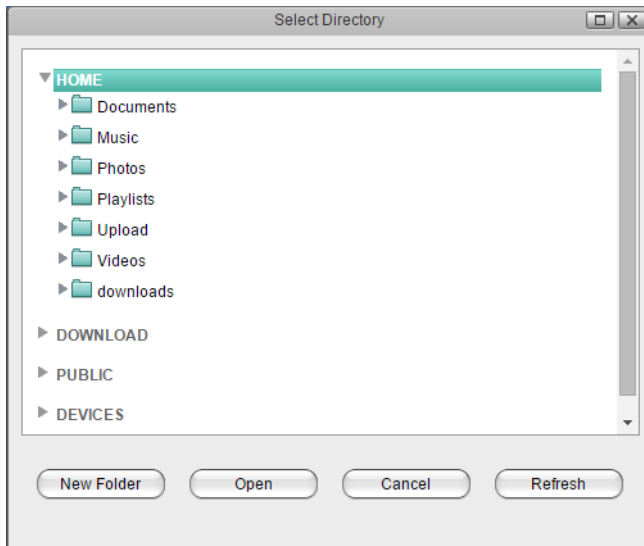 Select Directory
HOME
Documents
Music
Photos
Playlists
Upload
Videos
downloads
DOWNLOAD
PUBLIC
DEVICES
New Folder Open Cancel Refresh